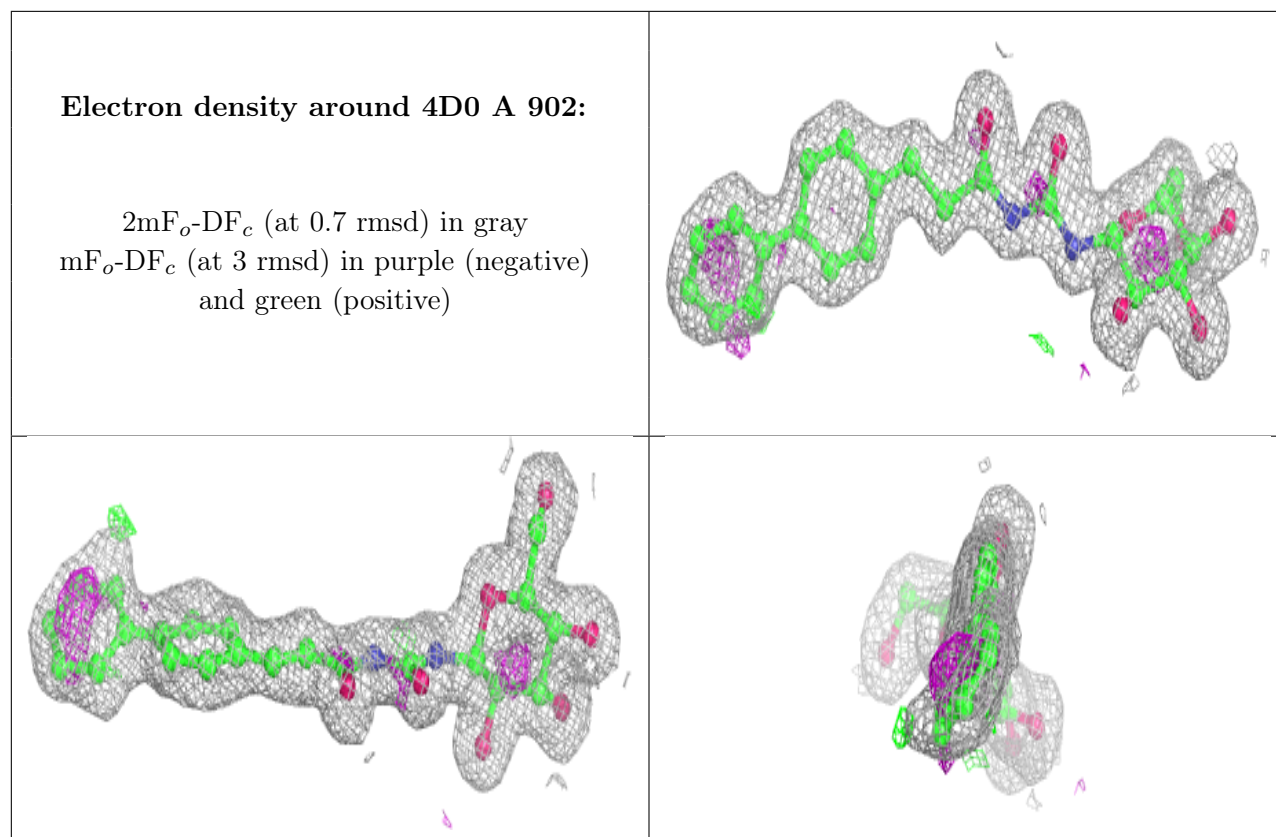 Electron density around 4D0 A 902:
2mFₒ-DF𝒸 (at 0.7 rmsd) in gray
mFₒ-DF𝒸 (at 3 rmsd) in purple (negative)
and green (positive)